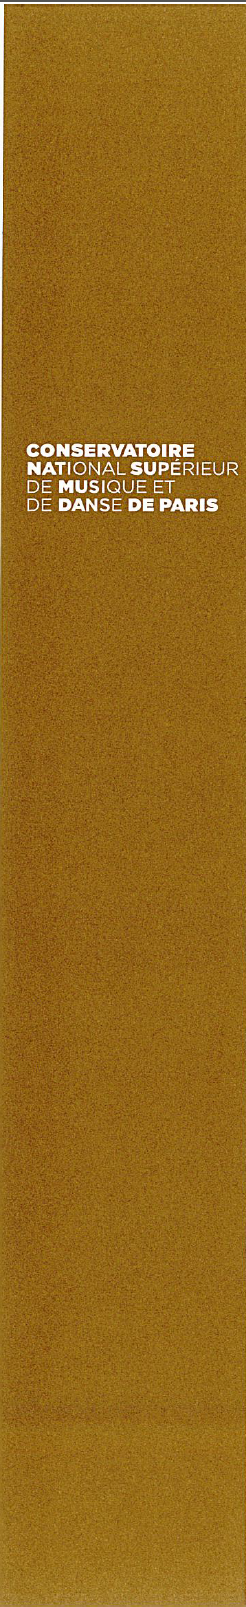 CONSERVATOIRE
NATIONAL SUPÉRIEUR
DE MUSIQUE ET
DE DANSE DE PARIS